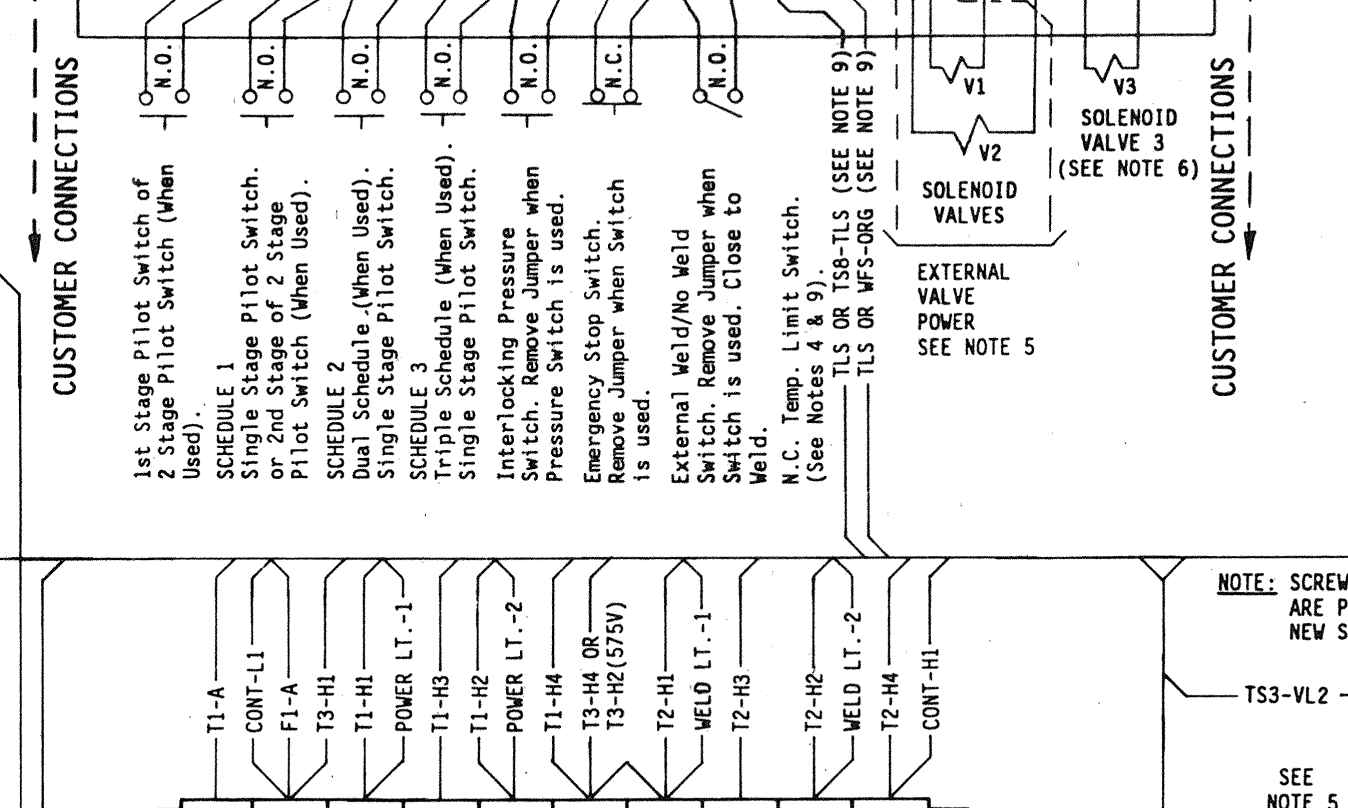 CUSTOMER CONNECTIONS
N.O.
N.O.
N.O.
N.O.
N.O.
N.C.
N.O.
1st Stage Pilot Switch of
2 Stage Pilot Switch (When
Used).
SCHEDULE 1
Single Stage Pilot Switch.
or 2nd Stage of 2 Stage
Pilot Switch (When Used).
SCHEDULE 2
Dual Schedule.(When Used).
Single Stage Pilot Switch.
SCHEDULE 3
Triple Schedule (When Used).
Single Stage Pilot Switch.
Interlocking Pressure
Switch. Remove Jumper when
Pressure Switch is used.
Emergency Stop Switch.
Remove Jumper when Switch
is used.
External Weld/No Weld
Switch. Remove Jumper when
Switch is used. Close to
Weld.
N.C. Temp. Limit Switch.
(See Notes 4 & 9).
TLS OR TS8-TLS (SEE NOTE 9)
TLS OR WFS-ORG (SEE NOTE 9)
V1
V2
SOLENOID
VALVES
EXTERNAL
VALVE
POWER
SEE NOTE 5
V3
SOLENOID
VALVE 3
(SEE NOTE 6)
CUSTOMER CONNECTIONS
T1-A
CONT-L1
F1-A
T3-H1
T1-H1
POWER LT.-1
T1-H3
T1-H2
POWER LT.-2
T1-H4
T3-H4 OR
T3-H2(575V)
T2-H1
WELD LT.-1
T2-H3
T2-H2
WELD LT.-2
T2-H4
CONT-H1
NOTE: SCREW
ARE P
NEW S
TS3-VL2 -
SEE
NOTE 5